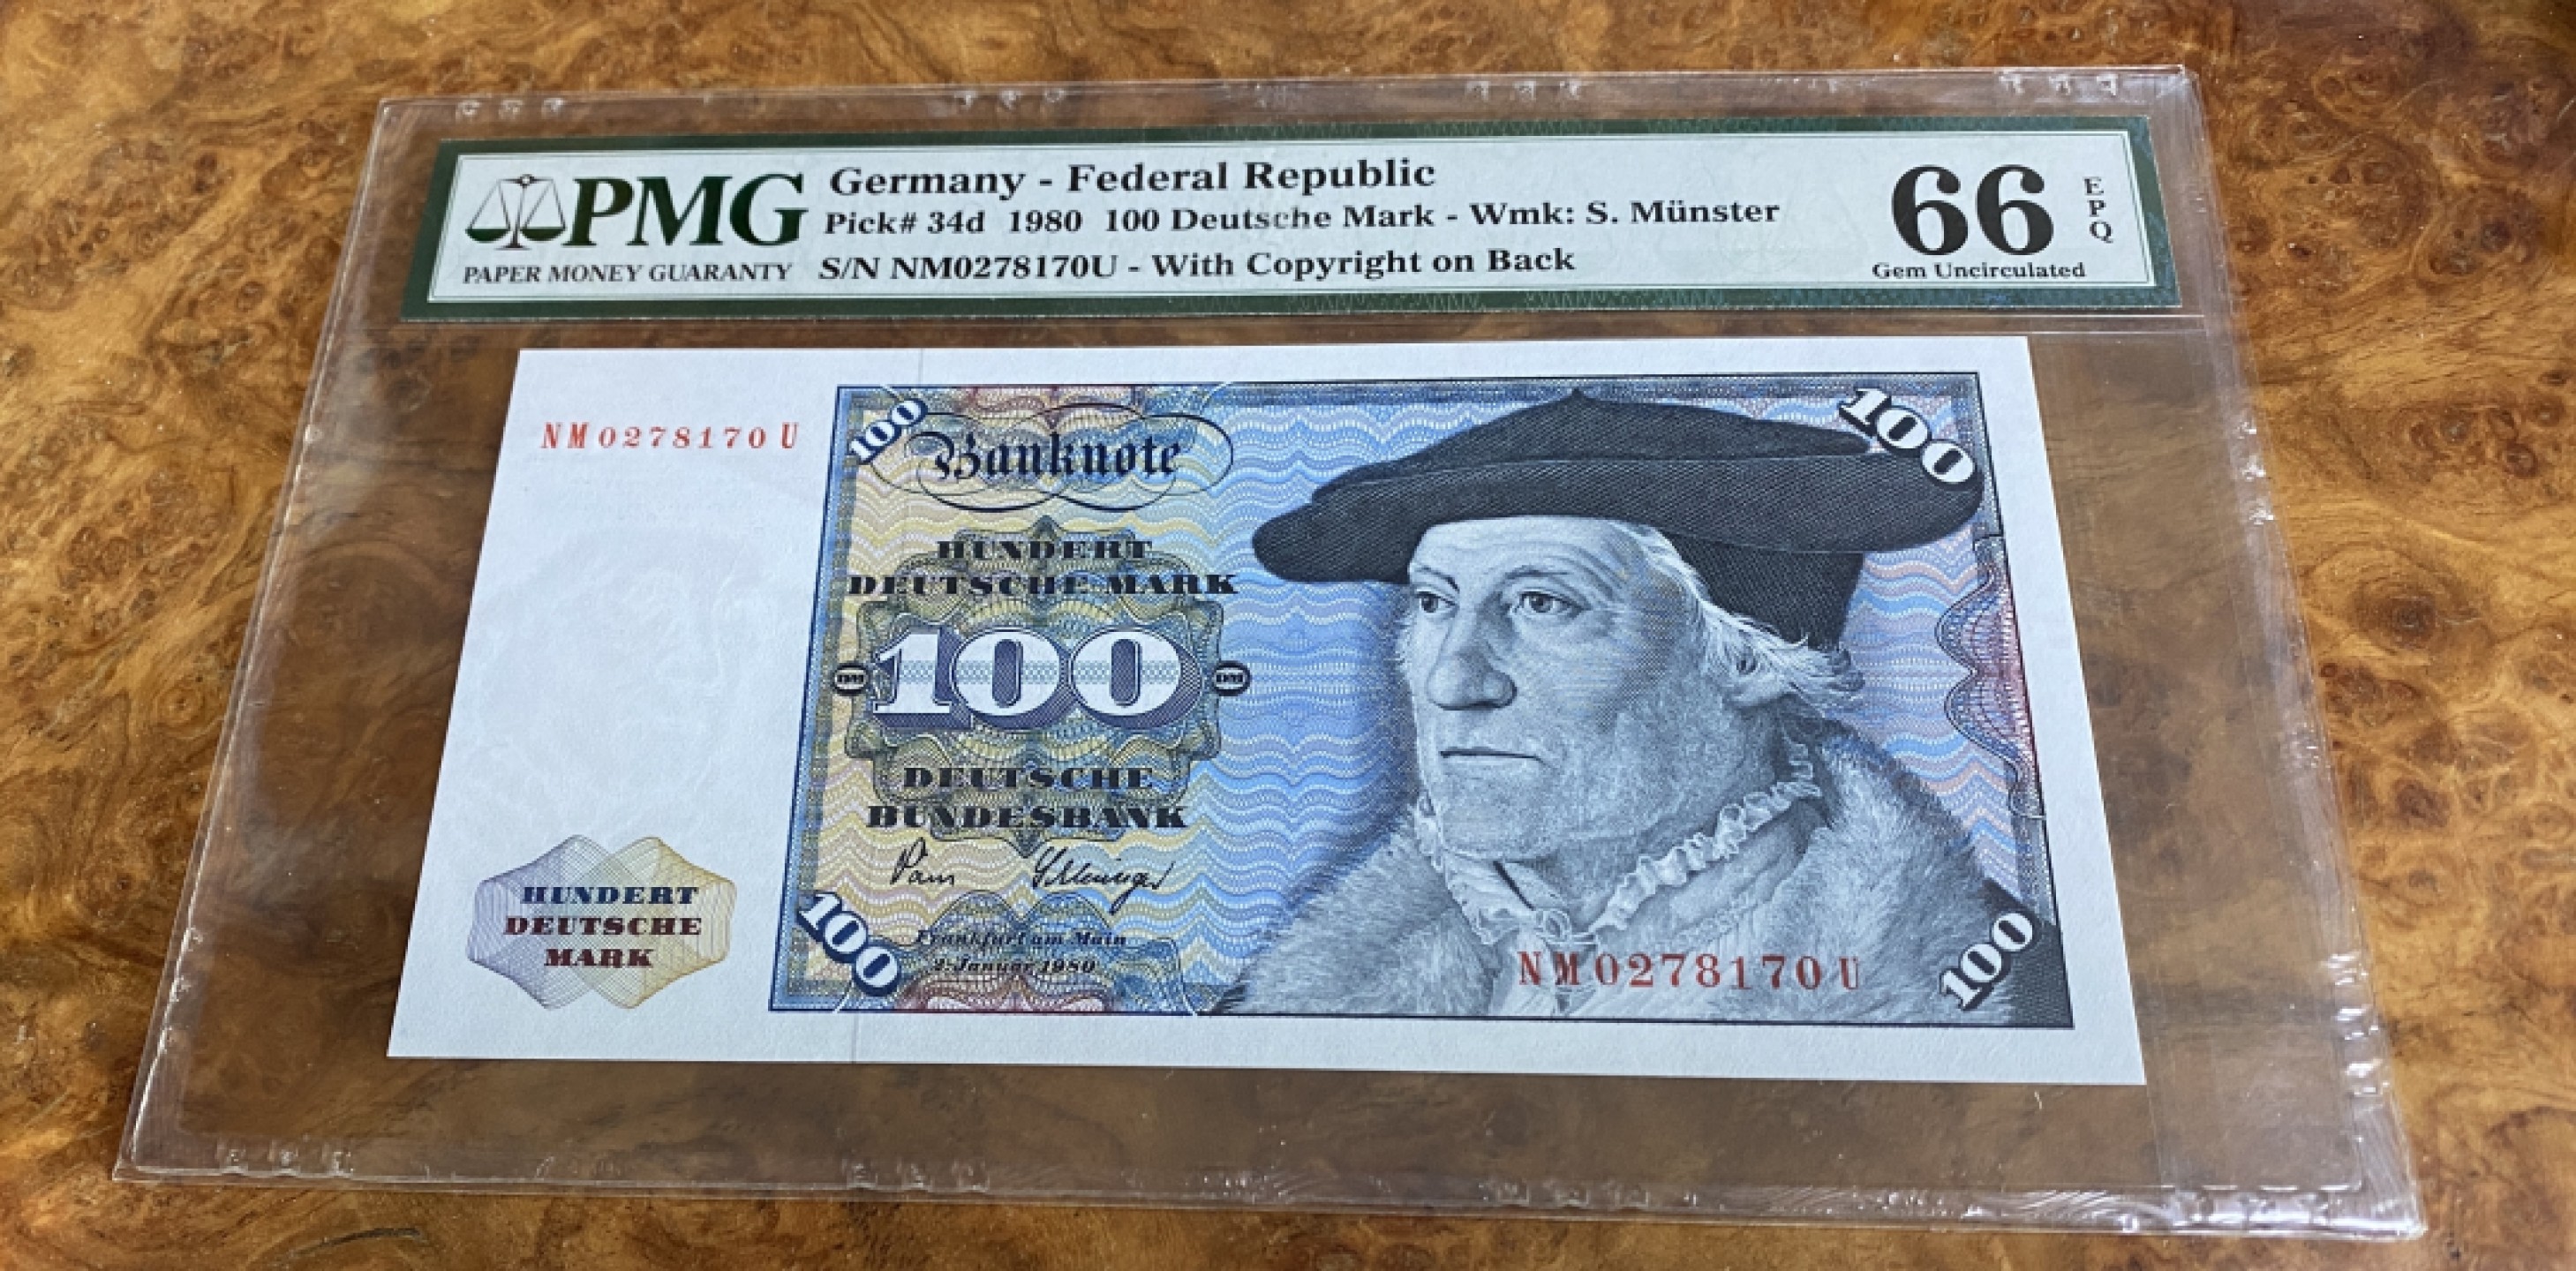 PMG
PAPER MONEY GUARANTY
Germany - Federal Republic
Pick# 34d 1980 100 Deutsche Mark - Wmk: S. Münster
S/N NM0278170U - With Copyright on Back
66
EPQ
Gem Uncirculated
NM0278170U
100
Banknote
100
HUNDERT
DEUTSCHE MARK
DM 100 DM
DEUTSCHE
BUNDESBANK
Frankfurt am Main
2. Januar 1980
100
HUNDERT
DEUTSCHE
MARK
NM0278170U
100